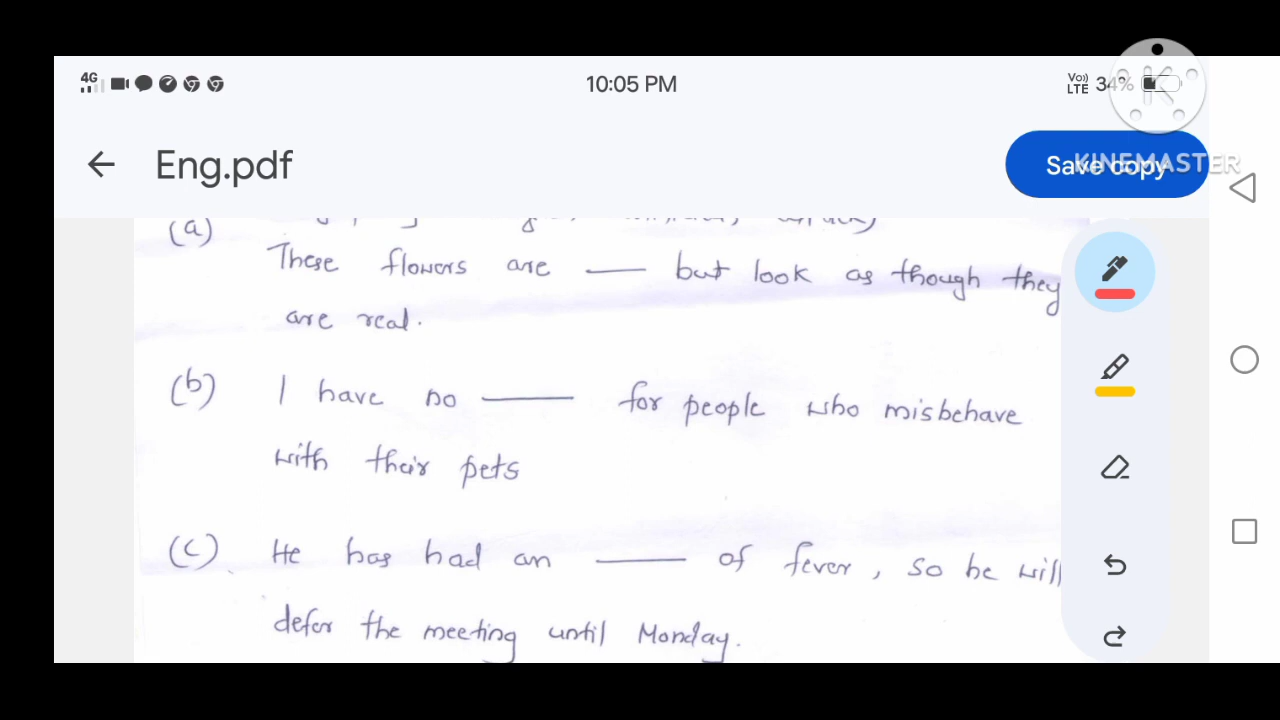 4G
10:05 PM
Vo)) LTE 34%
K
Eng.pdf
Save copy
KINEMASTER
(a)
These flowers are —— but look as though they
are real.
(b) I have no —— for people who misbehave
with their pets
(c) He has had an —— of fever, so he will
defer the meeting until Monday.